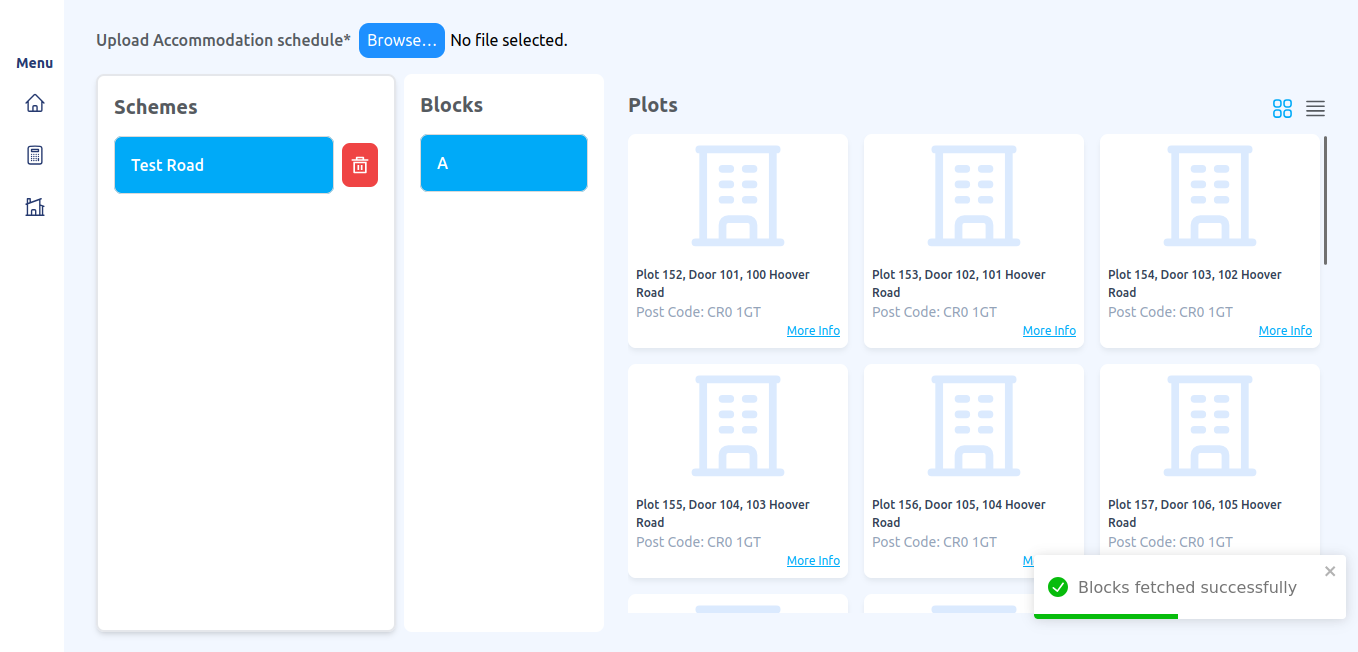 Upload Accommodation schedule* Browse... No file selected.
Menu
Schemes
Test Road
Blocks
A
Plots
Plot 152, Door 101, 100 Hoover
Road
Post Code: CR0 1GT
More Info
Plot 153, Door 102, 101 Hoover
Road
Post Code: CR0 1GT
More Info
Plot 154, Door 103, 102 Hoover
Road
Post Code: CR0 1GT
More Info
Plot 155, Door 104, 103 Hoover
Road
Post Code: CR0 1GT
More Info
Plot 156, Door 105, 104 Hoover
Road
Post Code: CR0 1GT
Plot 157, Door 106, 105 Hoover
Road
Post Code: CR0 1GT
Blocks fetched successfully